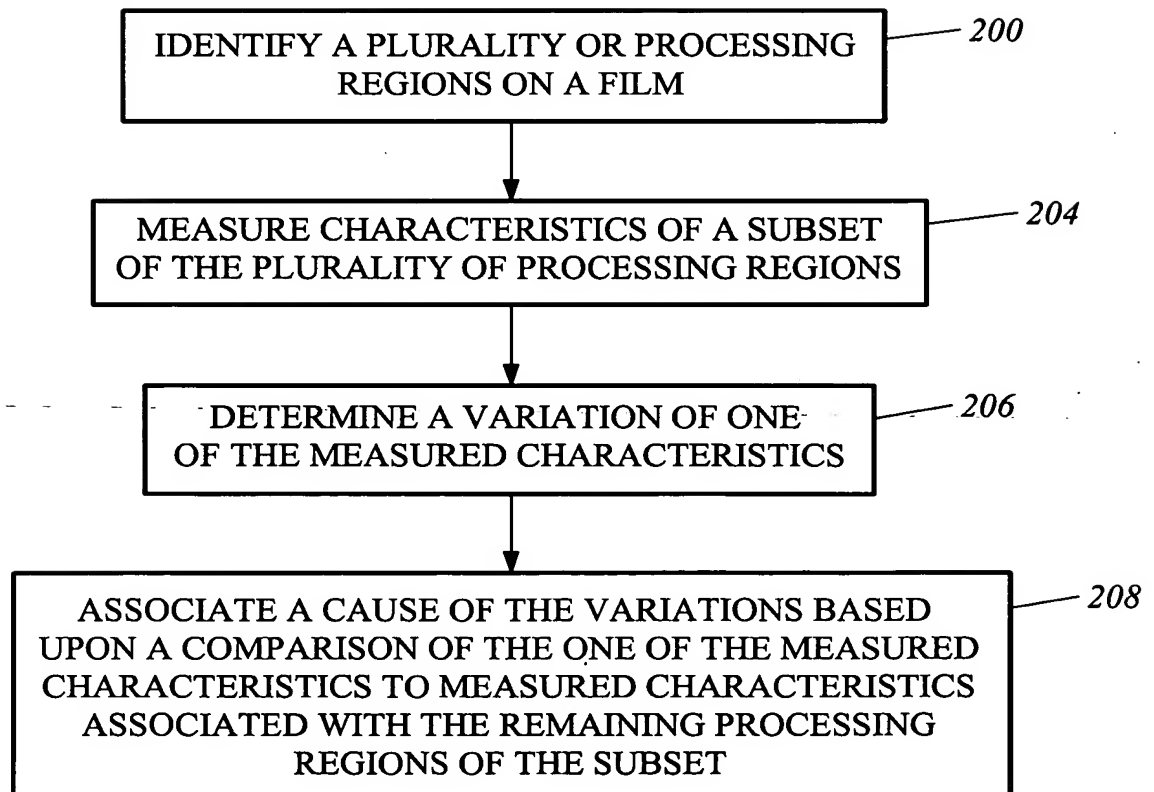 IDENTIFY A PLURALITY OR PROCESSING
REGIONS ON A FILM
200
MEASURE CHARACTERISTICS OF A SUBSET
OF THE PLURALITY OF PROCESSING REGIONS
204
DETERMINE A VARIATION OF ONE
OF THE MEASURED CHARACTERISTICS
206
ASSOCIATE A CAUSE OF THE VARIATIONS BASED
UPON A COMPARISON OF THE ONE OF THE MEASURED
CHARACTERISTICS TO MEASURED CHARACTERISTICS
ASSOCIATED WITH THE REMAINING PROCESSING
REGIONS OF THE SUBSET
208